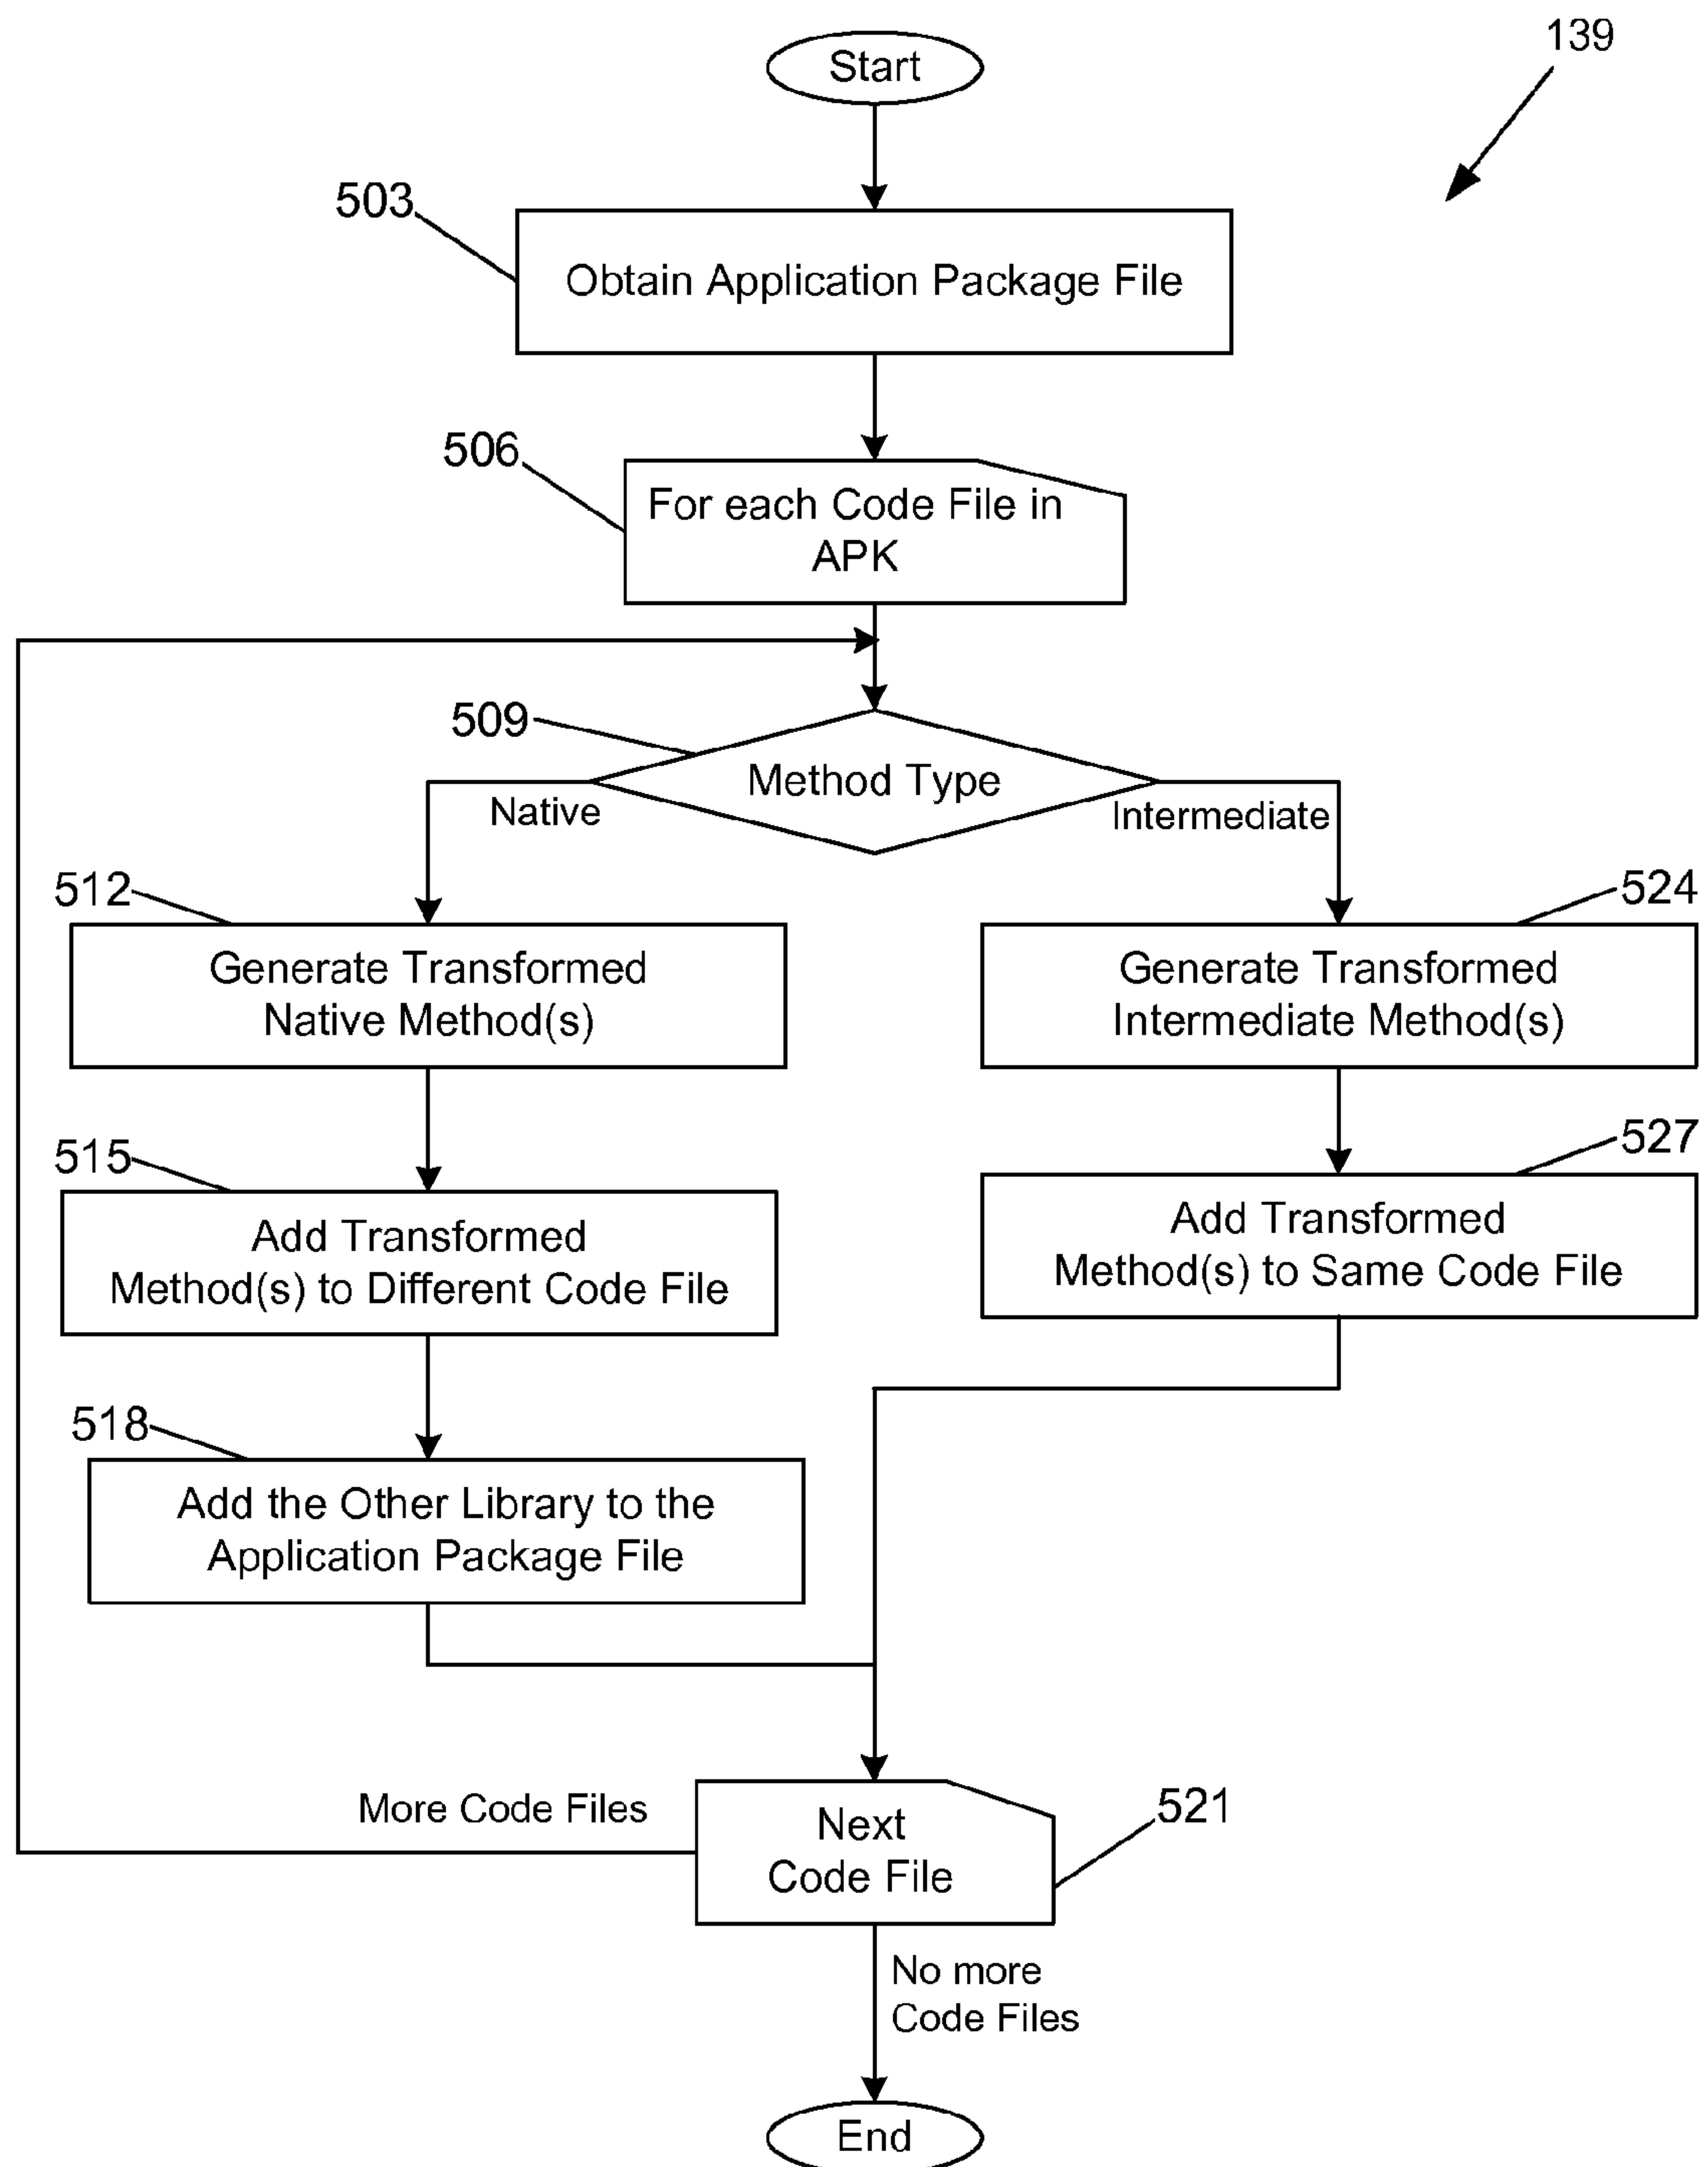 139
Start
503
Obtain Application Package File
506
For each Code File in
APK
509
Method Type
Native
Intermediate
512
Generate Transformed
Native Method(s)
524
Generate Transformed
Intermediate Method(s)
515
Add Transformed
Method(s) to Different Code File
527
Add Transformed
Method(s) to Same Code File
518
Add the Other Library to the
Application Package File
More Code Files
Next
Code File
521
No more
Code Files
End